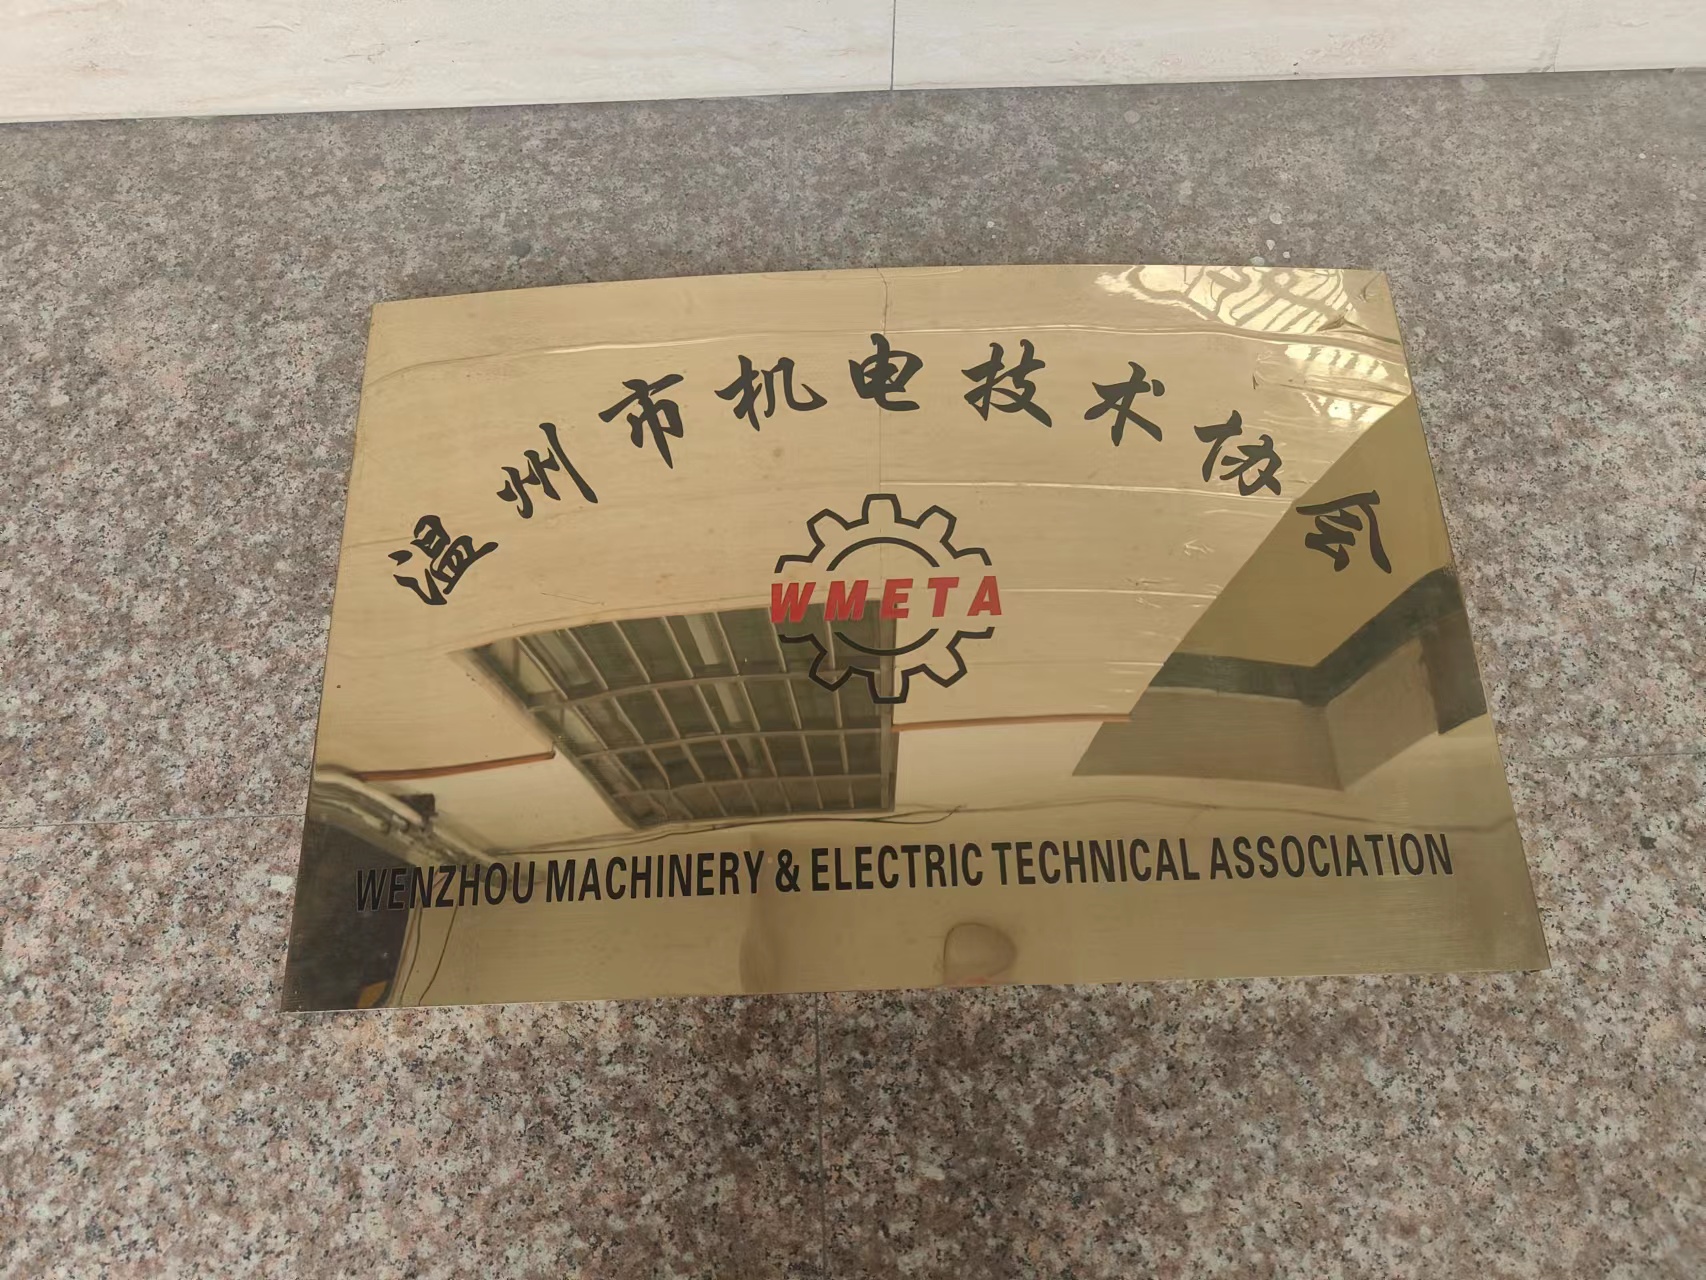 温州市机电技术协会
WMETA
WENZHOU MACHINERY & ELECTRIC TECHNICAL ASSOCIATION